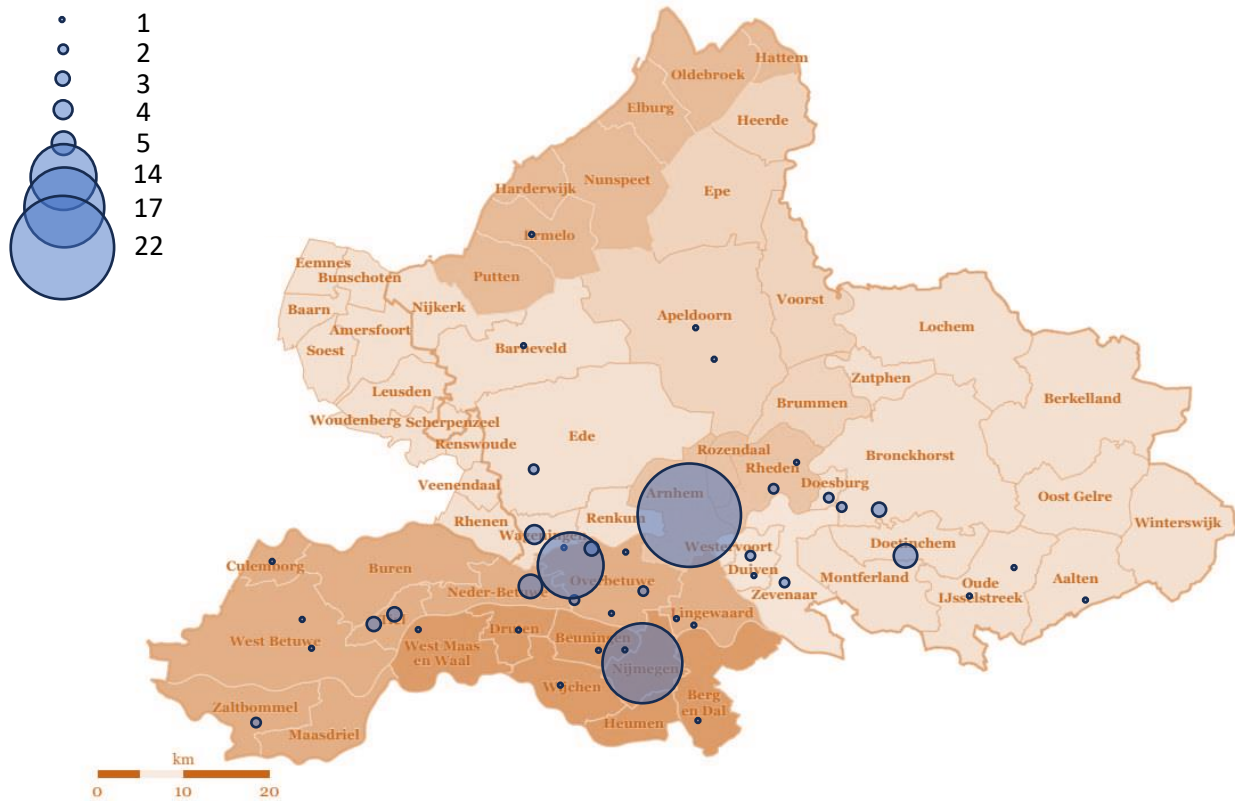 1
2
3
4
5
14
17
22
Hattem
Oldebroek
Elburg
Heerde
Nunspeet
Epe
Harderwijk
Ermelo
Putten
Eemnes
Bunschoten
Nijkerk
Voorst
Baarn
Amersfoort
Apeldoorn
Lochem
Soest
Barneveld
Leusden
Zutphen
Brummen
Berkelland
Woudenberg
Scherpenzeel
Ede
Renswoude
Rozendaal
Bronckhorst
Rheden
Veenendaal
Doesburg
Arnhem
Oost Gelre
Rhenen
Renkum
Winterswijk
Wageningen
Doetinchem
Westervoort
Culemborg
Buren
Duiven
Montferland
Overbetuwe
Oude
IJsselstreek
Aalten
Neder-Betuwe
Zevenaar
Lingewaard
Tiel
West Betuwe
West Maas
en Waal
Druten
Beuningen
Nijmegen
Wijchen
Berg
en Dal
Zaltbommel
Heumen
Maasdriel
km
0 10 20